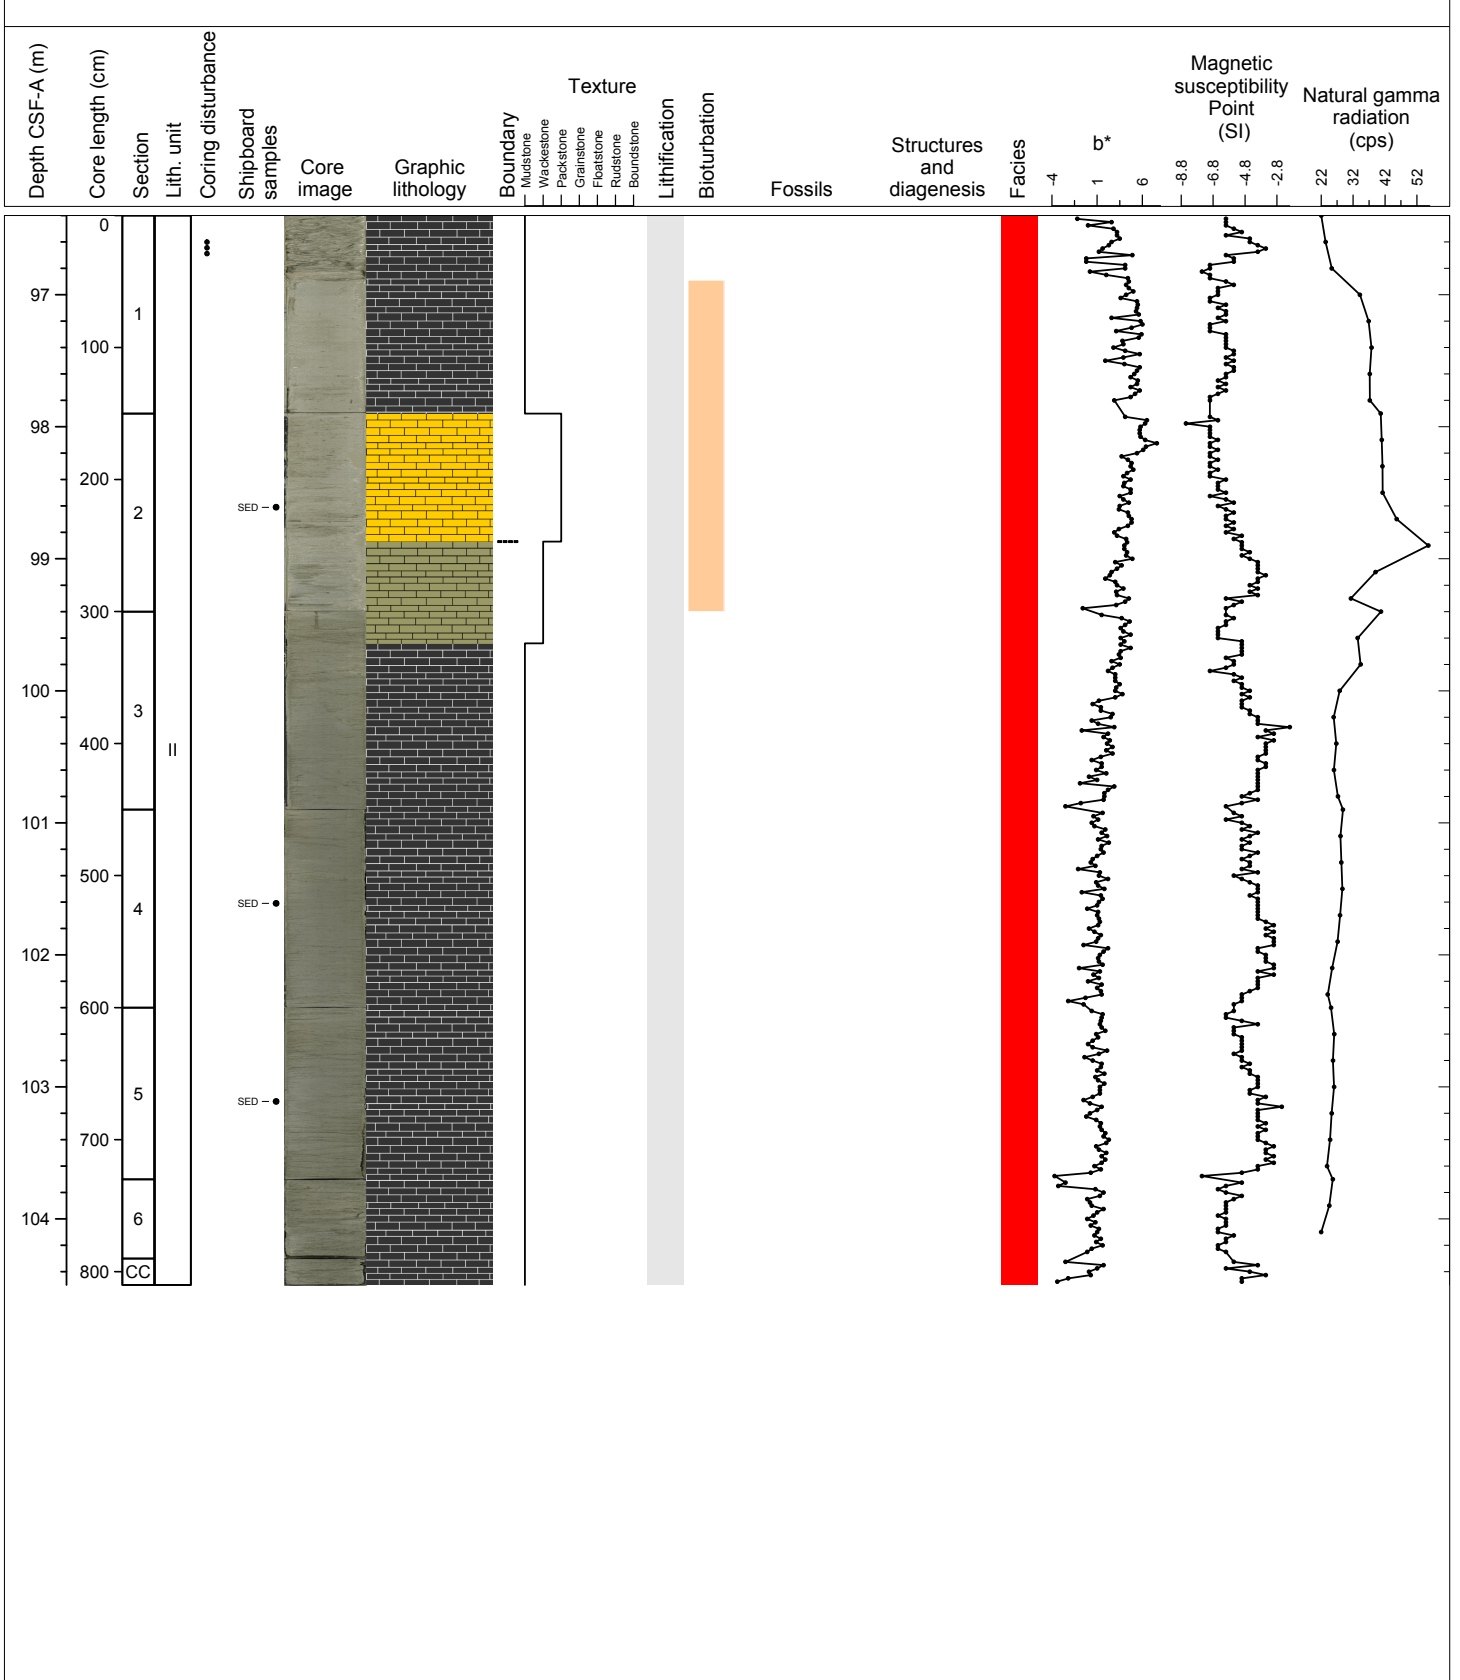 Depth CSF-A (m)
Core length (cm)
Section
Lith. unit
Coring disturbance
Shipboard
samples
Core
image
Graphic
lithology
Boundary
Texture
Mudstone
Wackestone
Packstone
Grainstone
Floatstone
Rudstone
Boundstone
Lithification
Bioturbation
Fossils
Structures
and
diagenesis
Facies
b*
-4 1 6
Magnetic
susceptibility
Point
(SI)
-8.8 -6.8 -4.8 -2.8
Natural gamma
radiation
(cps)
22 32 42 52
0
97
1
100
98
200
2
SED
99
300
100
3
400
II
101
500
4
SED
102
600
103
5
SED
700
104
6
800
CC